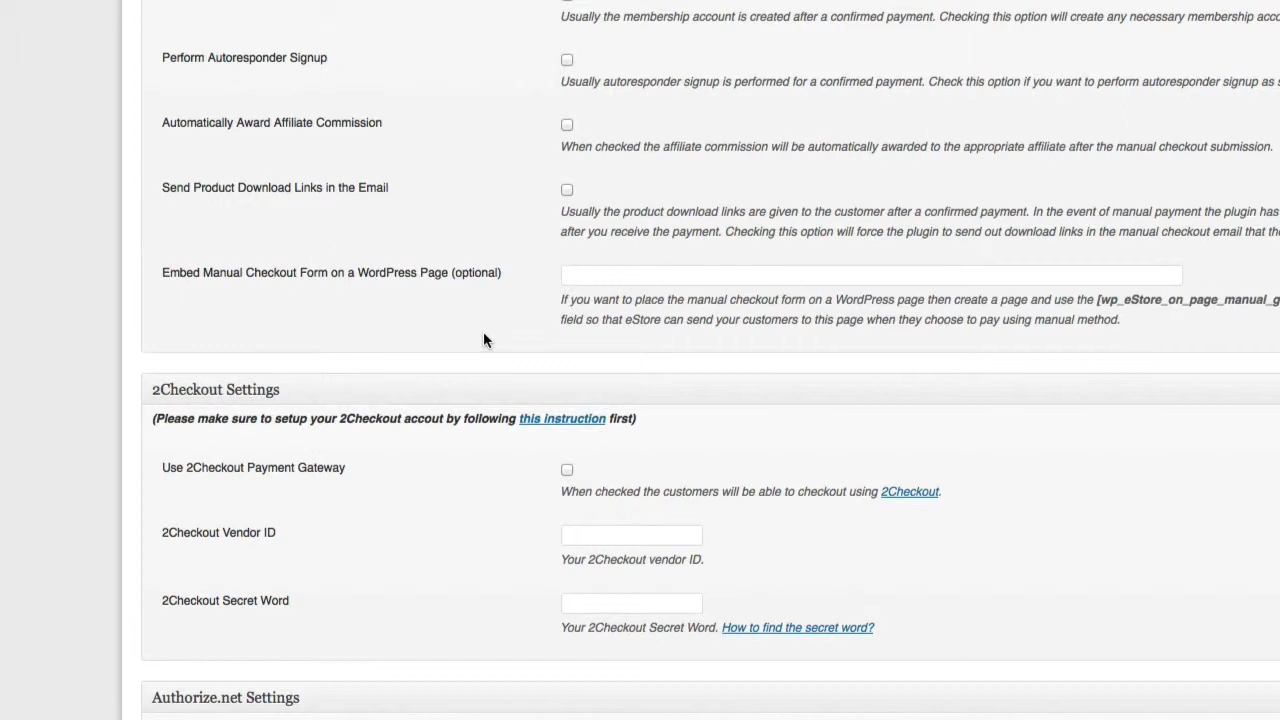 Usually the membership account is created after a confirmed payment. Checking this option will create any necessary membership acco
Perform Autoresponder Signup
Usually autoresponder signup is performed for a confirmed payment. Check this option if you want to perform autoresponder signup as s
Automatically Award Affiliate Commission
When checked the affiliate commission will be automatically awarded to the appropriate affiliate after the manual checkout submission.
Send Product Download Links in the Email
Usually the product download links are given to the customer after a confirmed payment. In the event of manual payment the plugin has
after you receive the payment. Checking this option will force the plugin to send out download links in the manual checkout email that the
Embed Manual Checkout Form on a WordPress Page (optional)
If you want to place the manual checkout form on a WordPress page then create a page and use the [wp_eStore_on_page_manual_g
field so that eStore can send your customers to this page when they choose to pay using manual method.
2Checkout Settings
(Please make sure to setup your 2Checkout accout by following this instruction first)
Use 2Checkout Payment Gateway
When checked the customers will be able to checkout using 2Checkout.
2Checkout Vendor ID
Your 2Checkout vendor ID.
2Checkout Secret Word
Your 2Checkout Secret Word. How to find the secret word?
Authorize.net Settings